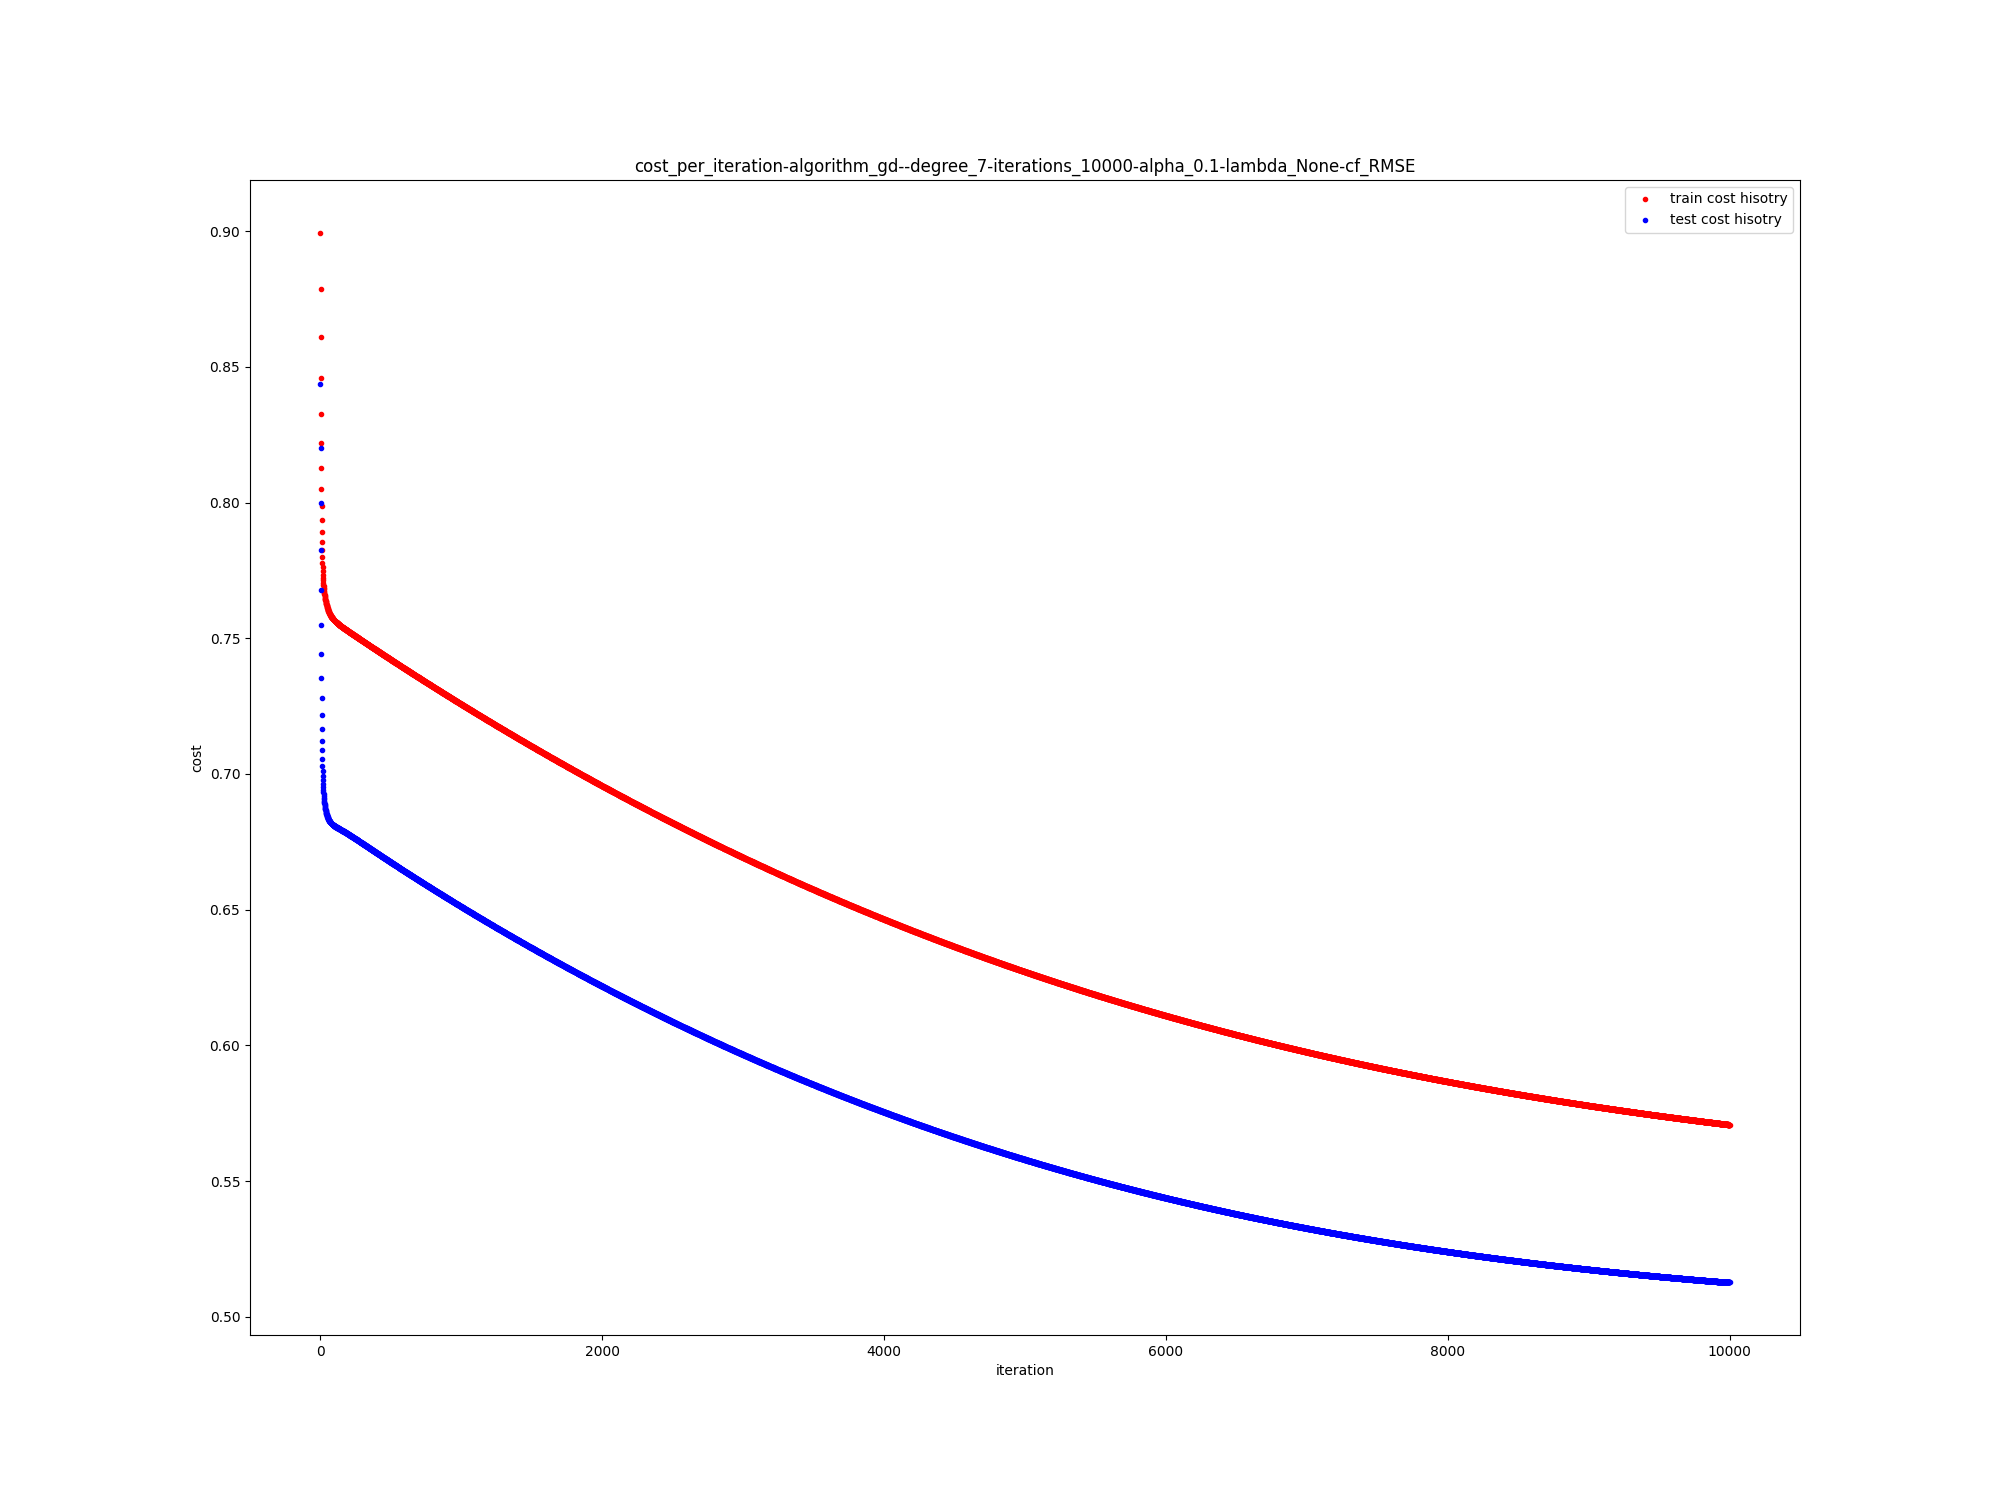 cost_per_iteration-algorithm_gd--degree_7-iterations_10000-alpha_0.1-lambda_None-cf_RMSE
train cost hisotry
test cost hisotry
0.90
0.85
0.80
0.75
0.70
0.65
0.60
0.55
0.50
cost
0 2000 4000 6000 8000 10000
iteration